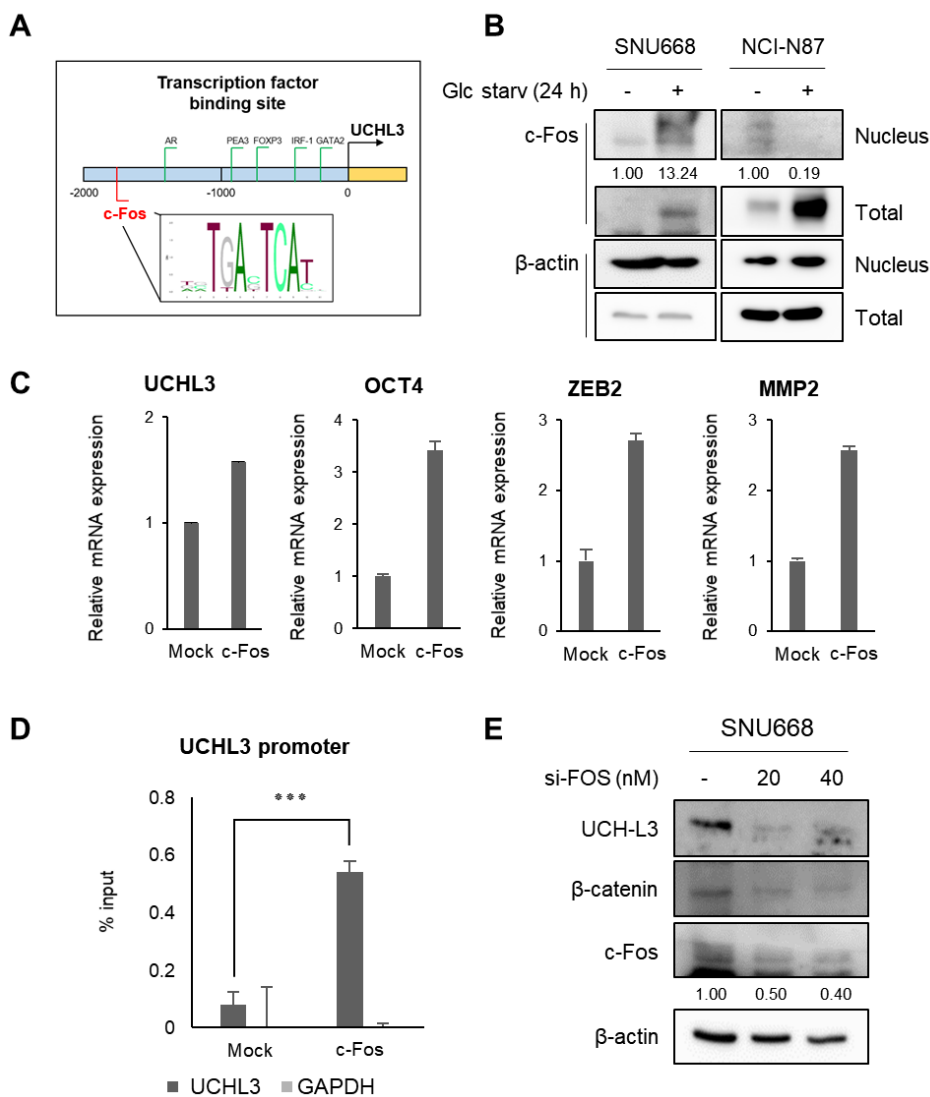 A
Transcription factor
binding site
UCHL3
AR
PEA3
FOXP3
IRF-1
GATA2
-2000
-1000
0
c-Fos
TGA TCAT
B
SNU668
NCI-N87
Glc starv (24 h)
- + - +
c-Fos
Nucleus
1.00 13.24 1.00 0.19
Total
β-actin
Nucleus
Total
C
UCHL3
Relative mRNA expression
2
1
0
Mock c-Fos
OCT4
Relative mRNA expression
4
3
2
1
0
Mock c-Fos
ZEB2
Relative mRNA expression
3
2
1
0
Mock c-Fos
MMP2
Relative mRNA expression
3
2
1
0
Mock c-Fos
D
UCHL3 promoter
% input
0.8
0.6
0.4
0.2
0
***
Mock
c-Fos
UCHL3
GAPDH
E
SNU668
si-FOS (nM)
- 20 40
UCH-L3
β-catenin
c-Fos
1.00 0.50 0.40
β-actin